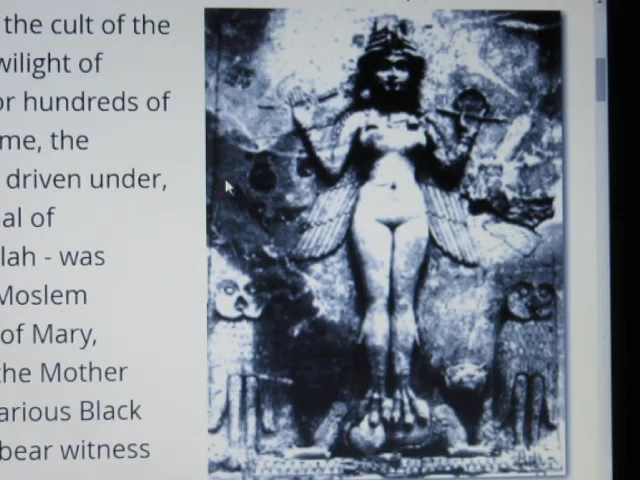 the cult of the
wilight of
or hundreds of
me, the
driven under,
al of
lah - was
Moslem
of Mary,
the Mother
arious Black
bear witness